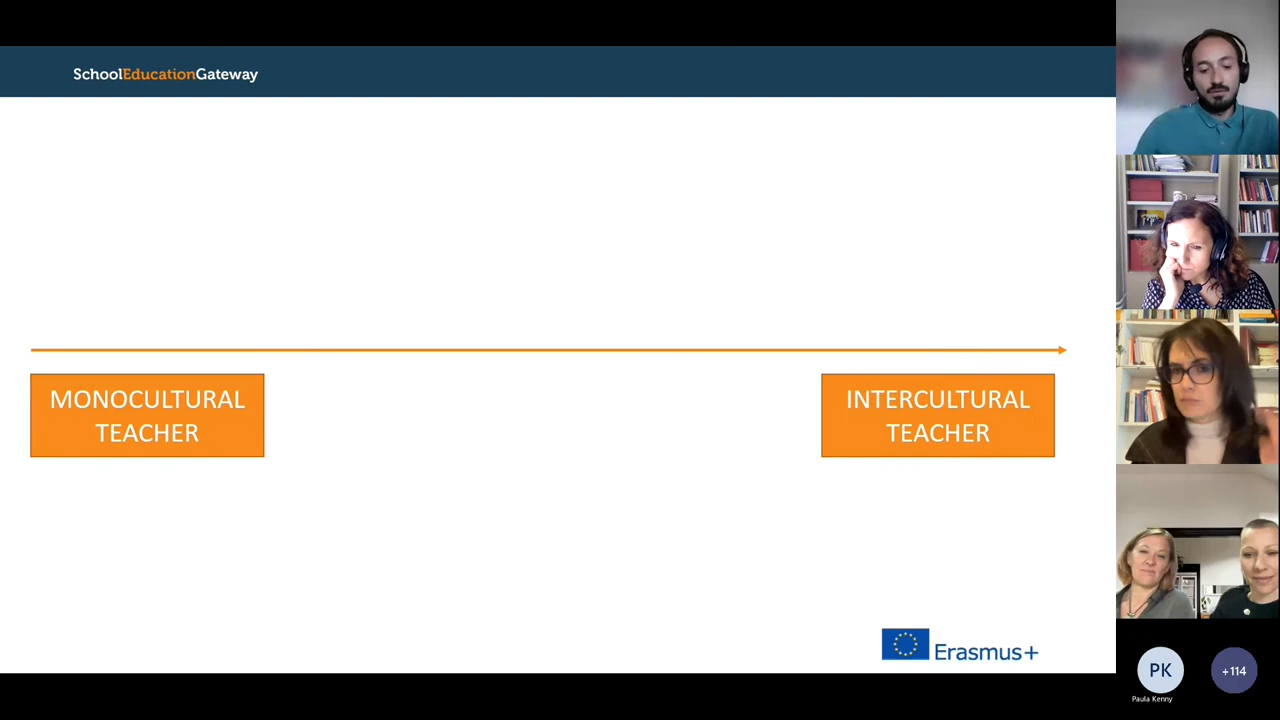 SchoolEducationGateway
MONOCULTURAL
TEACHER
INTERCULTURAL
TEACHER
Erasmus+
PK
+114
Paula Kenny